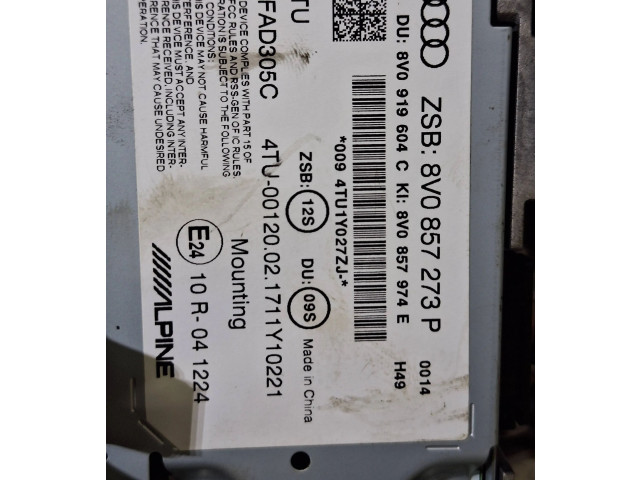 ZSB: 8V0 857 273 P 0014
DU: 8V0 919 604 C KI: 8V0 857 974 E H49
*009 4TU1Y027ZJ-*
ZSB: 12S DU: 09S Made in China
TU
FAD305C 4TU-00120.02.1711Y10221
Mounting
DEVICE COMPLIES WITH PART 15 OF
FCC RULES AND RSS-GEN OF IC RULES.
OPERATION IS SUBJECT TO THE FOLLOWING
CONDITIONS:
DEVICE MAY NOT CAUSE HARMFUL
INTERFERENCE, AND
THIS DEVICE MUST ACCEPT ANY INTER-
FERENCE RECEIVED, INCLUDING INTER-
FERENCE THAT MAY CAUSE UNDESIRED
OPERATION.
E24 10 R- 04 1224
ALPINE